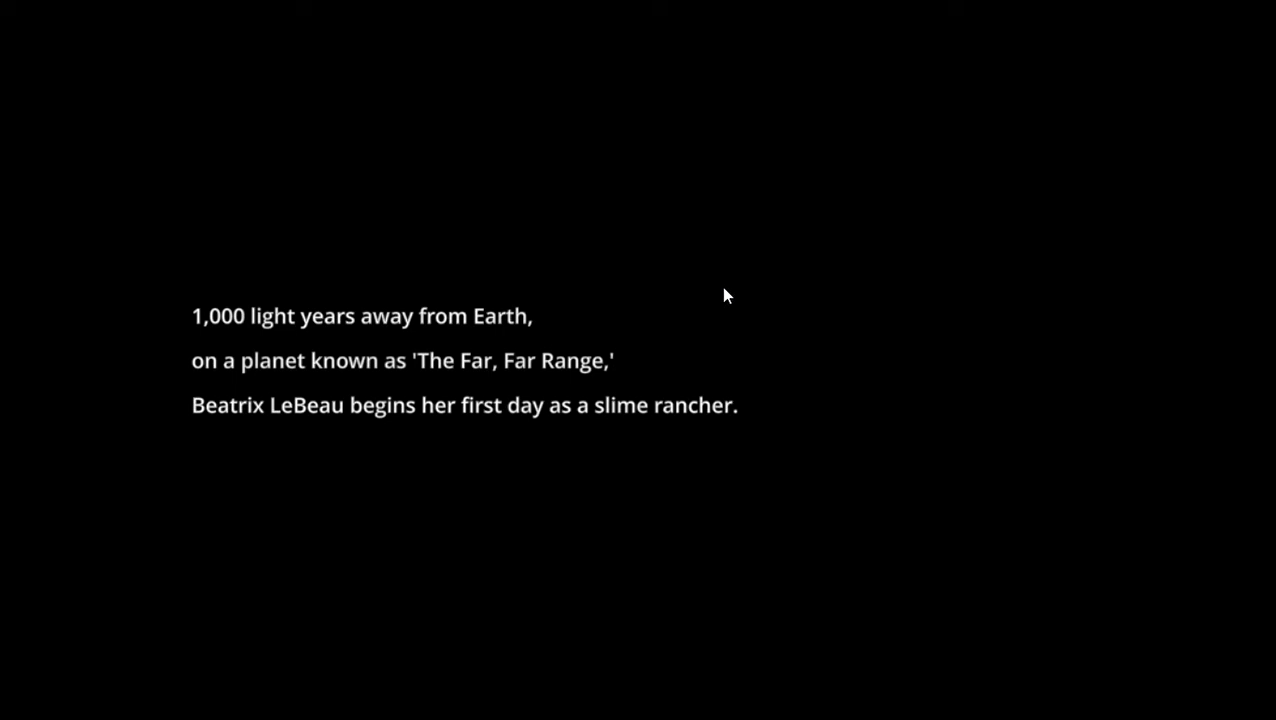 1,000 light years away from Earth,
on a planet known as 'The Far, Far Range,'
Beatrix LeBeau begins her first day as a slime rancher.